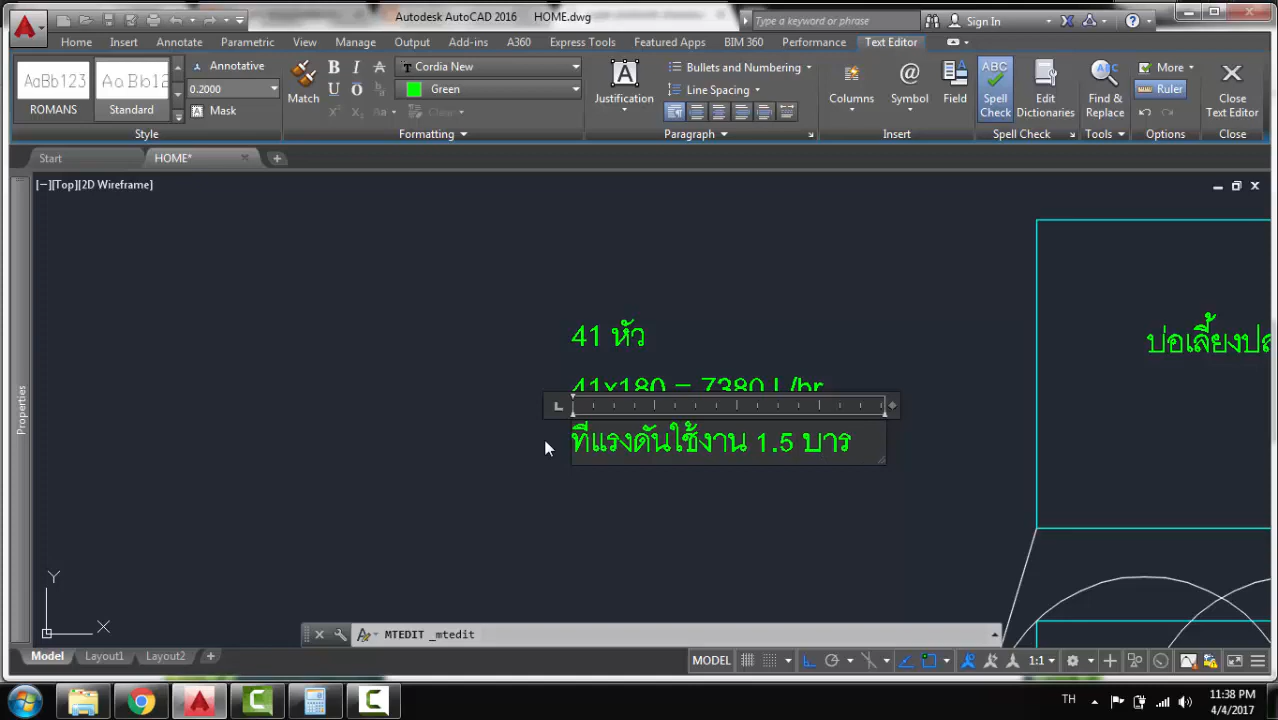 Autodesk AutoCAD 2016 HOME.dwg
Type a keyword or phrase
Sign In
Home Insert Annotate Parametric View Manage Output Add-ins A360 Express Tools Featured Apps BIM 360 Performance Text Editor
AaBb123
ROMANS
Standard
Annotative
0.2000
Mask
Style
Match
Cordia New
Green
Clear
Formatting
Justification
Bullets and Numbering
Line Spacing
Paragraph
Columns
Symbol
Field
Insert
ABC
Spell Check
Edit Dictionaries
Spell Check
Find & Replace
Tools
More
Ruler
Options
Close Text Editor
Close
Start
HOME*
[−][Top][2D Wireframe]
Properties
41 หัว
41x180 = 7380 L/hr
ที่แรงดันใช้งาน 1.5 บาร
Y
X
MTEDIT _mtedit
Model Layout1 Layout2
MODEL
1:1
TH
11:38 PM
4/4/2017